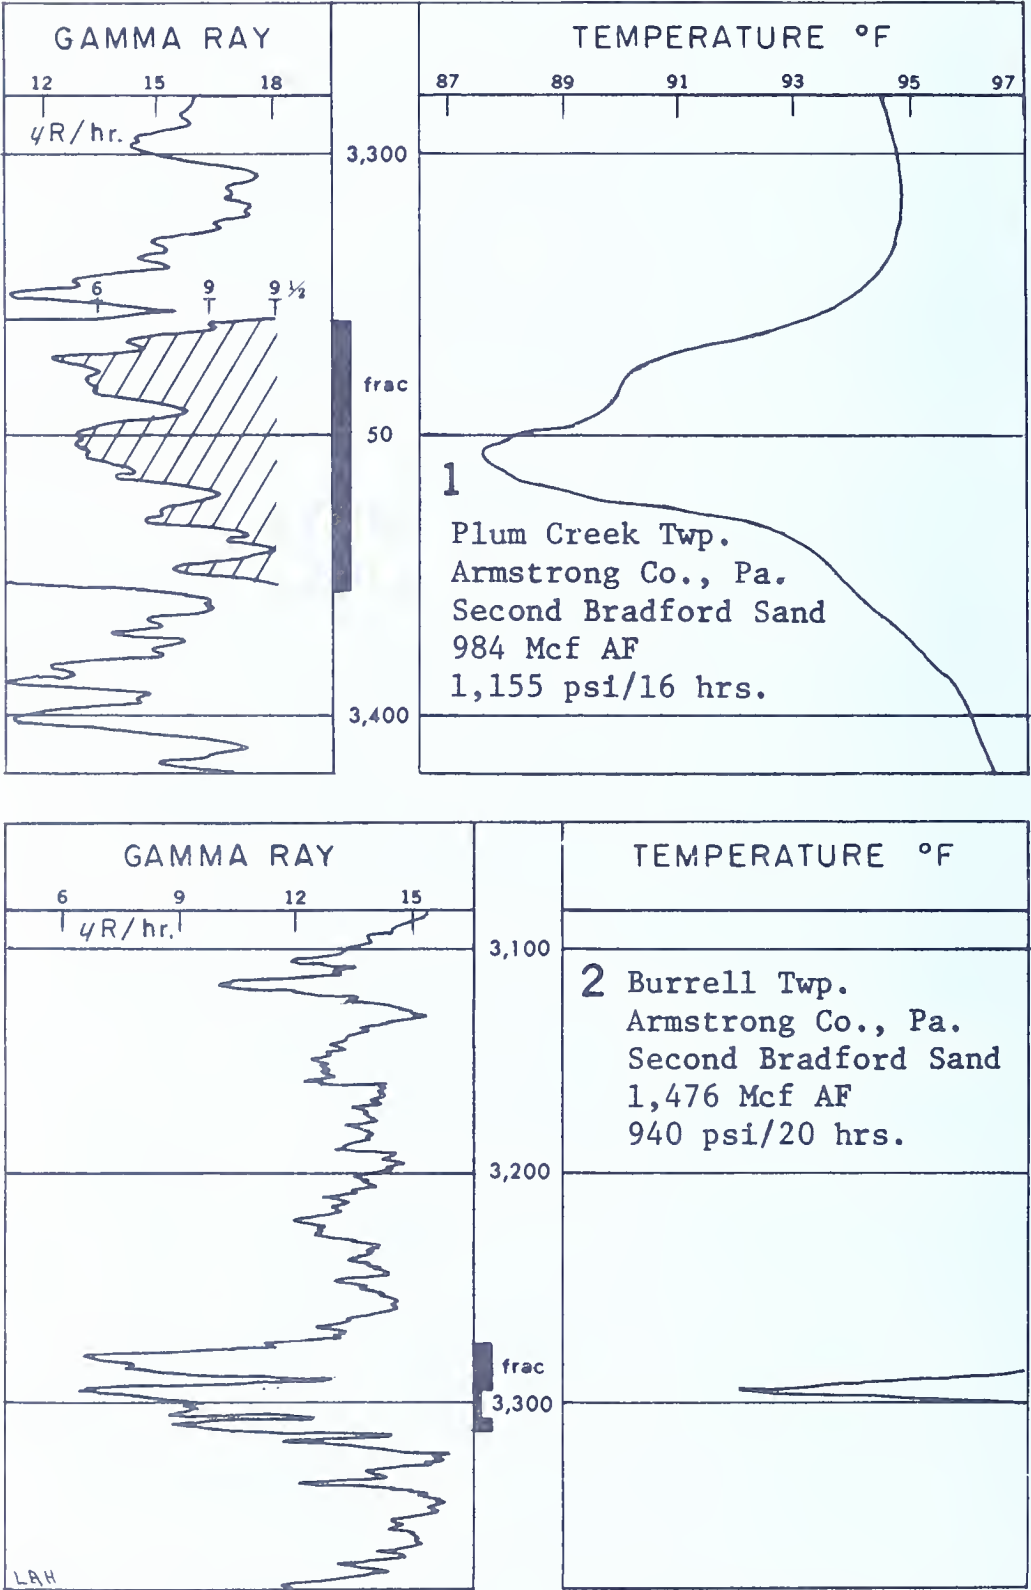 GAMMA RAY
TEMPERATURE °F
12 15 18
87 89 91 93 95 97
μR/hr.
3,300
6 9 9 ½
frac
50
1
Plum Creek Twp.
Armstrong Co., Pa.
Second Bradford Sand
984 Mcf AF
1,155 psi/16 hrs.
3,400
GAMMA RAY
TEMPERATURE °F
6 9 12 15
μR/hr.
3,100
2 Burrell Twp.
Armstrong Co., Pa.
Second Bradford Sand
1,476 Mcf AF
940 psi/20 hrs.
3,200
frac
3,300
LAH